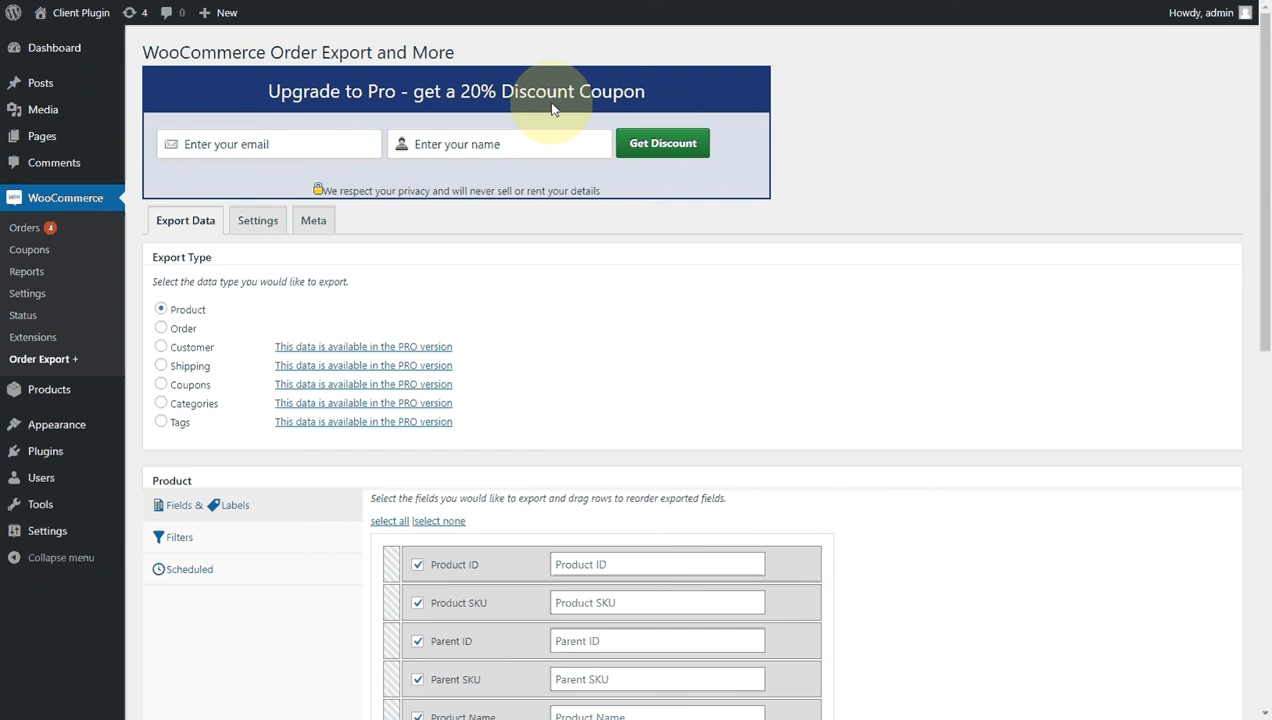 Client Plugin 4 0 New Howdy, admin
Dashboard
Posts
Media
Pages
Comments
WooCommerce
Orders 4
Coupons
Reports
Settings
Status
Extensions
Order Export +
Products
Appearance
Plugins
Users
Tools
Settings
Collapse menu
WooCommerce Order Export and More
Upgrade to Pro - get a 20% Discount Coupon
Enter your email Enter your name Get Discount
We respect your privacy and will never sell or rent your details
Export Data Settings Meta
Export Type
Select the data type you would like to export.
Product
Order
Customer This data is available in the PRO version
Shipping This data is available in the PRO version
Coupons This data is available in the PRO version
Categories This data is available in the PRO version
Tags This data is available in the PRO version
Product
Fields & Labels
Filters
Scheduled
Select the fields you would like to export and drag rows to reorder exported fields.
select all |select none
Product ID Product ID
Product SKU Product SKU
Parent ID Parent ID
Parent SKU Parent SKU
Product Name Product Name